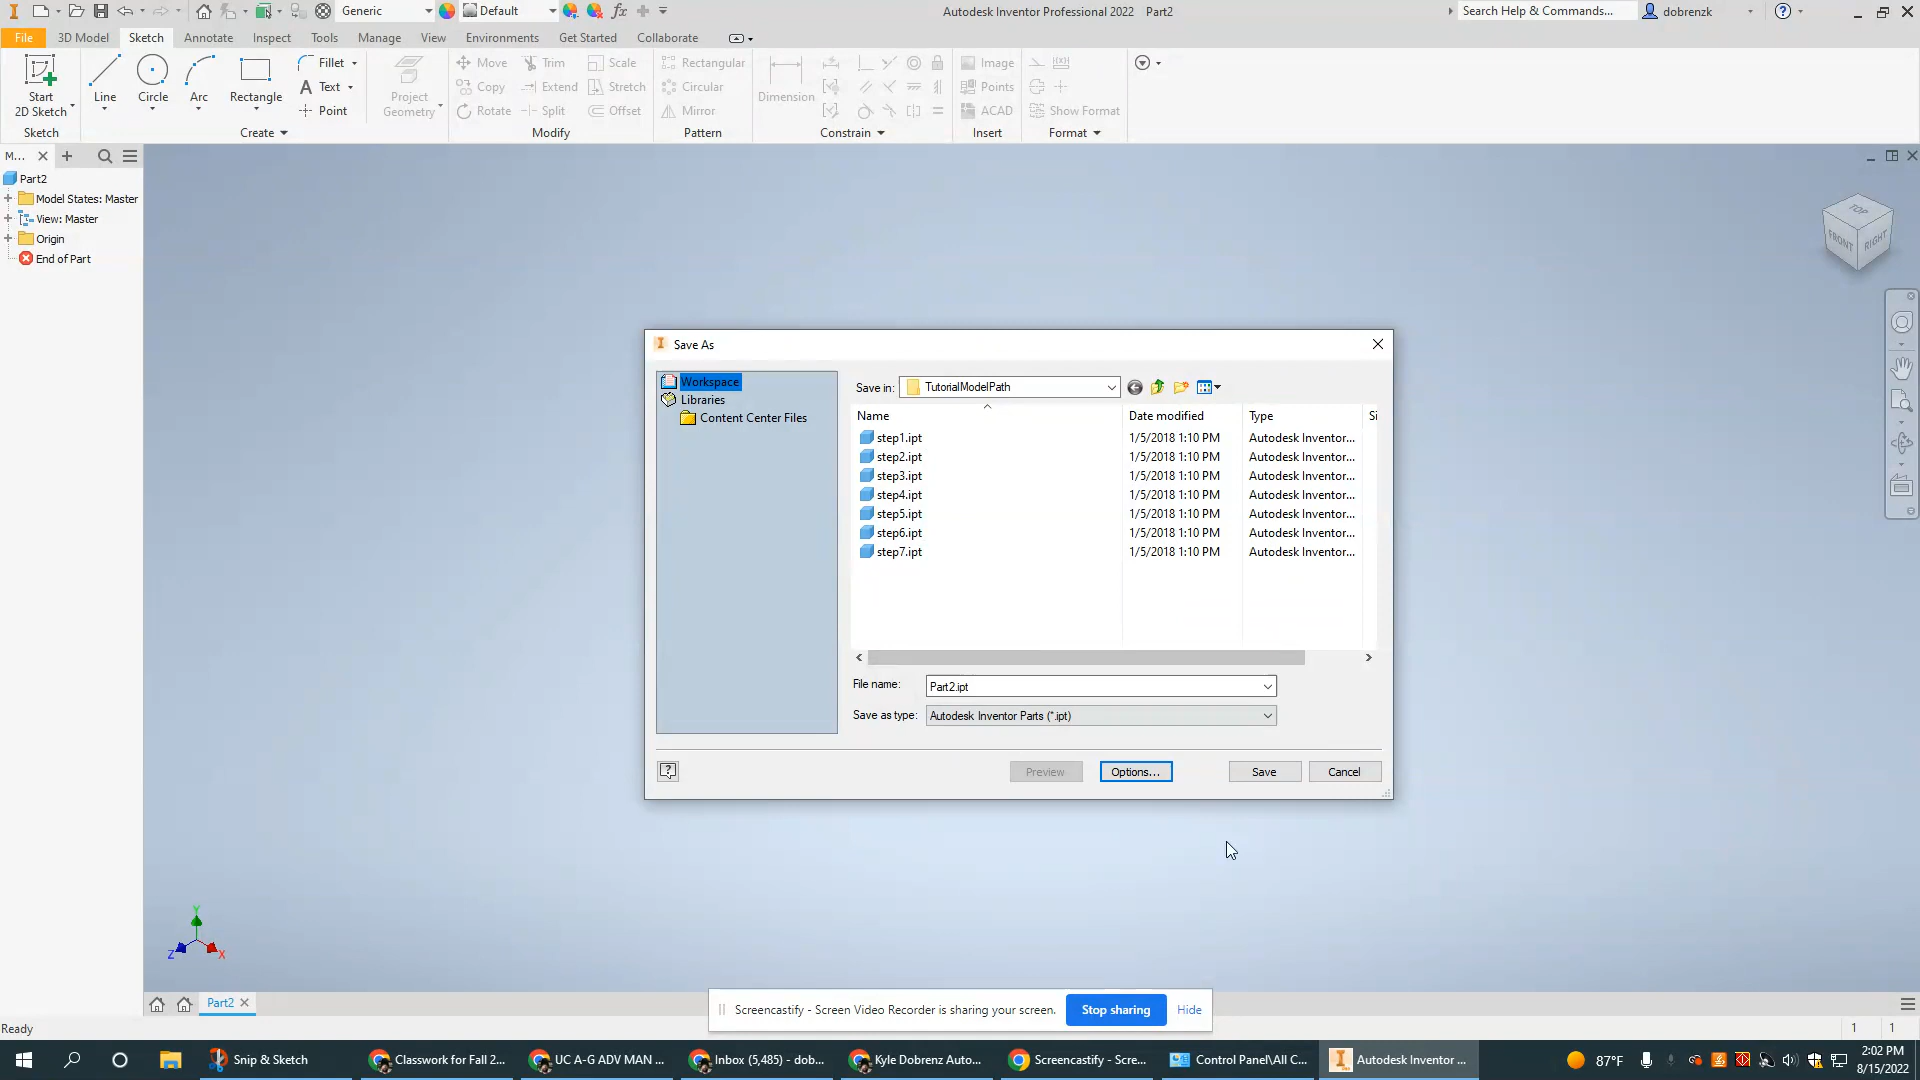 Generic
Default
Autodesk Inventor Professional 2022 Part2
Search Help & Commands...
dobrenzk
File 3D Model Sketch Annotate Inspect Tools Manage View Environments Get Started Collaborate
Start
2D Sketch
Line
Circle
Arc
Rectangle
Fillet
Text
Point
Project
Geometry
Move
Copy
Rotate
Trim
Extend
Split
Scale
Stretch
Offset
Rectangular
Circular
Mirror
Dimension
Image
Points
ACAD
Show Format
Sketch Create Modify Pattern Constrain Insert Format
M...
Part2
Model States: Master
View: Master
Origin
End of Part
TOP
FRONT
RIGHT
Save As
Workspace
Libraries
Content Center Files
Save in: TutorialModelPath
Name Date modified Type Si
step1.ipt 1/5/2018 1:10 PM Autodesk Inventor...
step2.ipt 1/5/2018 1:10 PM Autodesk Inventor...
step3.ipt 1/5/2018 1:10 PM Autodesk Inventor...
step4.ipt 1/5/2018 1:10 PM Autodesk Inventor...
step5.ipt 1/5/2018 1:10 PM Autodesk Inventor...
step6.ipt 1/5/2018 1:10 PM Autodesk Inventor...
step7.ipt 1/5/2018 1:10 PM Autodesk Inventor...
File name: Part2.ipt
Save as type: Autodesk Inventor Parts (*.ipt)
Preview Options... Save Cancel
Y
Z
X
Part2
Screencastify - Screen Video Recorder is sharing your screen. Stop sharing Hide
Ready
1 1
Snip & Sketch
Classwork for Fall 2...
UC A-G ADV MAN ...
Inbox (5,485) - dob...
Kyle Dobrenz Auto...
Screencastify - Scre...
Control Panel\All C...
Autodesk Inventor ...
87°F
2:02 PM
8/15/2022